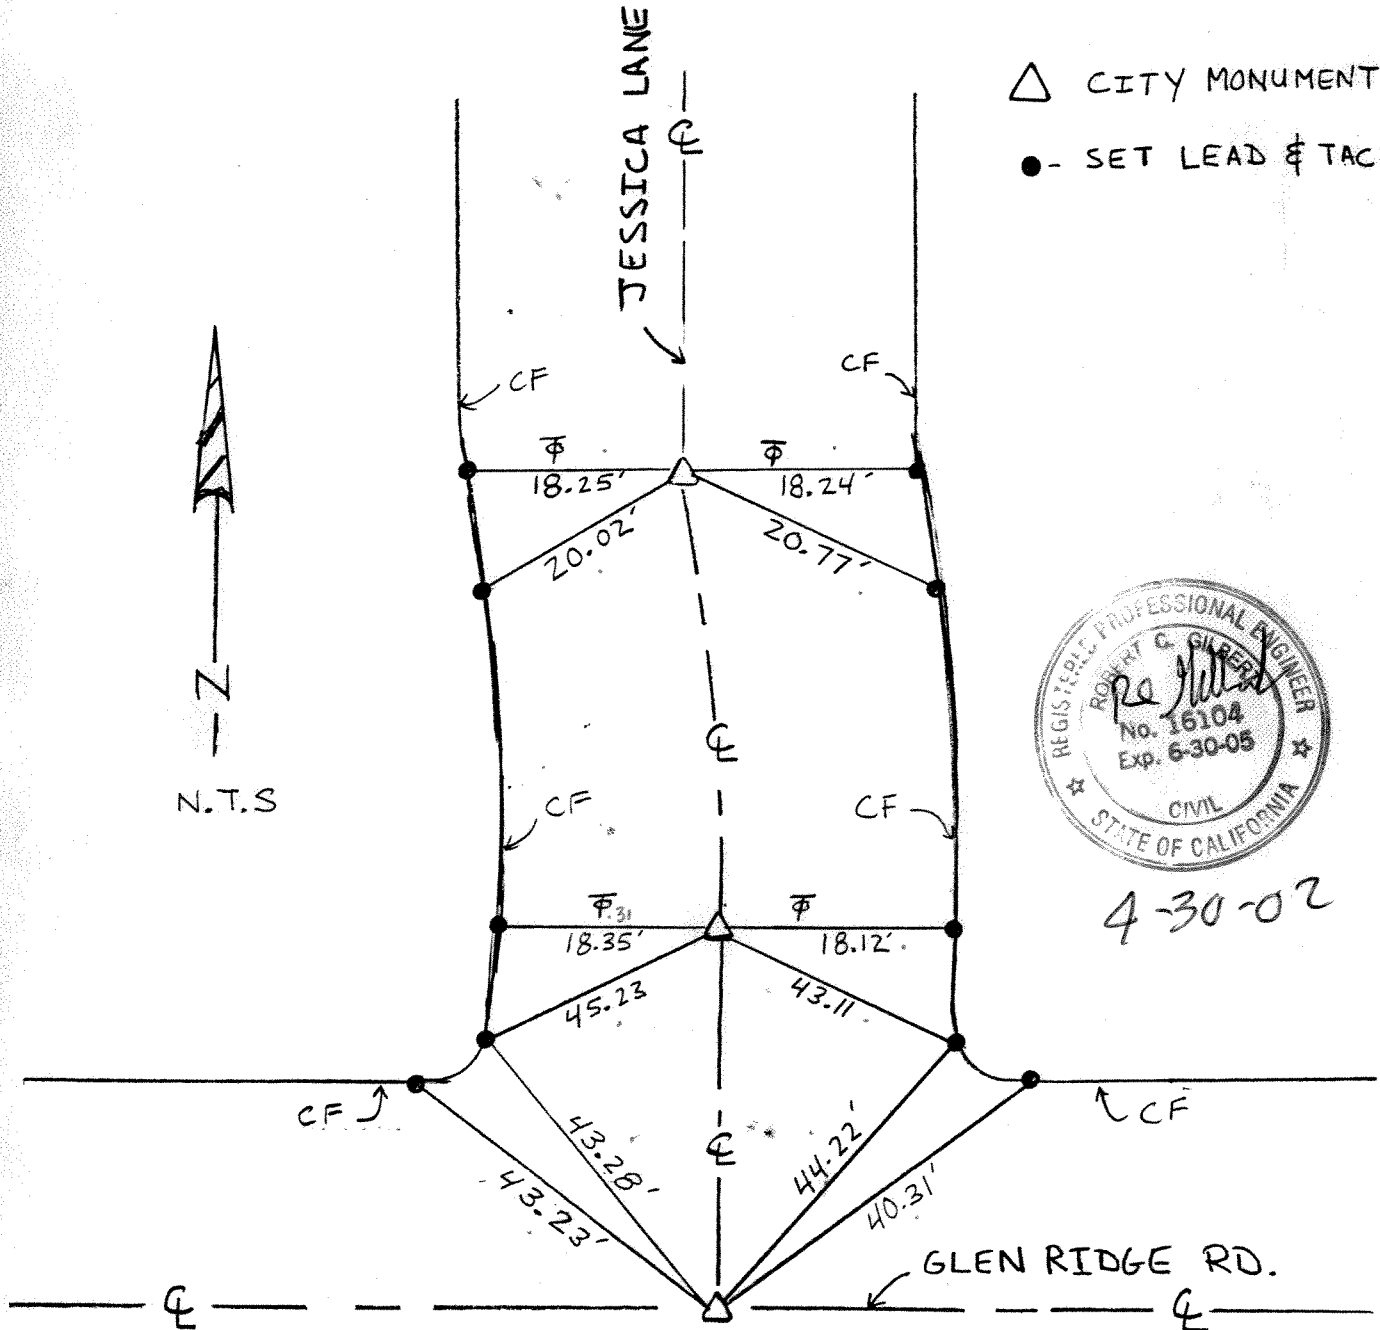 JESSICA LANE
△ CITY MONUMENT
●- SET LEAD & TAC
℄
CF
CF
18.25'
18.24'
20.02'
20.77'
N
N.T.S
℄
CF
CF
REGISTERED PROFESSIONAL ENGINEER
ROBERT C. GILBERT
No. 16104
Exp. 6-30-05
CIVIL
STATE OF CALIFORNIA
4-30-02
.31
18.35'
18.12'
45.23
43.11
CF
CF
℄
43.28'
43.23'
44.22'
40.31'
GLEN RIDGE RD.
℄
℄